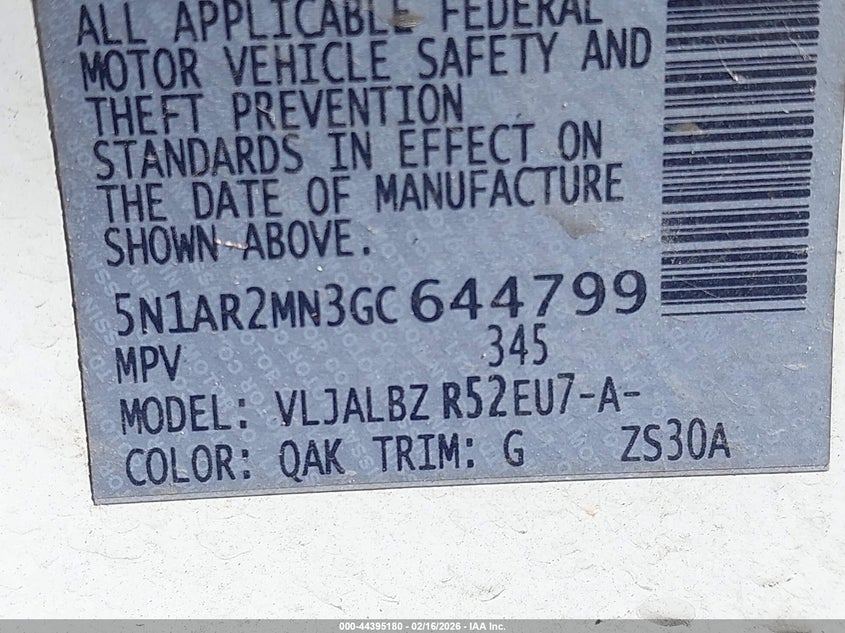 ALL APPLICABLE FEDERAL
MOTOR VEHICLE SAFETY AND
THEFT PREVENTION
STANDARDS IN EFFECT ON
THE DATE OF MANUFACTURE
SHOWN ABOVE.
5N1AR2MN3GC644799
MPV 345
MODEL: VLJALBZ R52EU7-A-
COLOR: QAK TRIM: G ZS30A
000-44395180 - 02/16/2026 - IAA Inc.